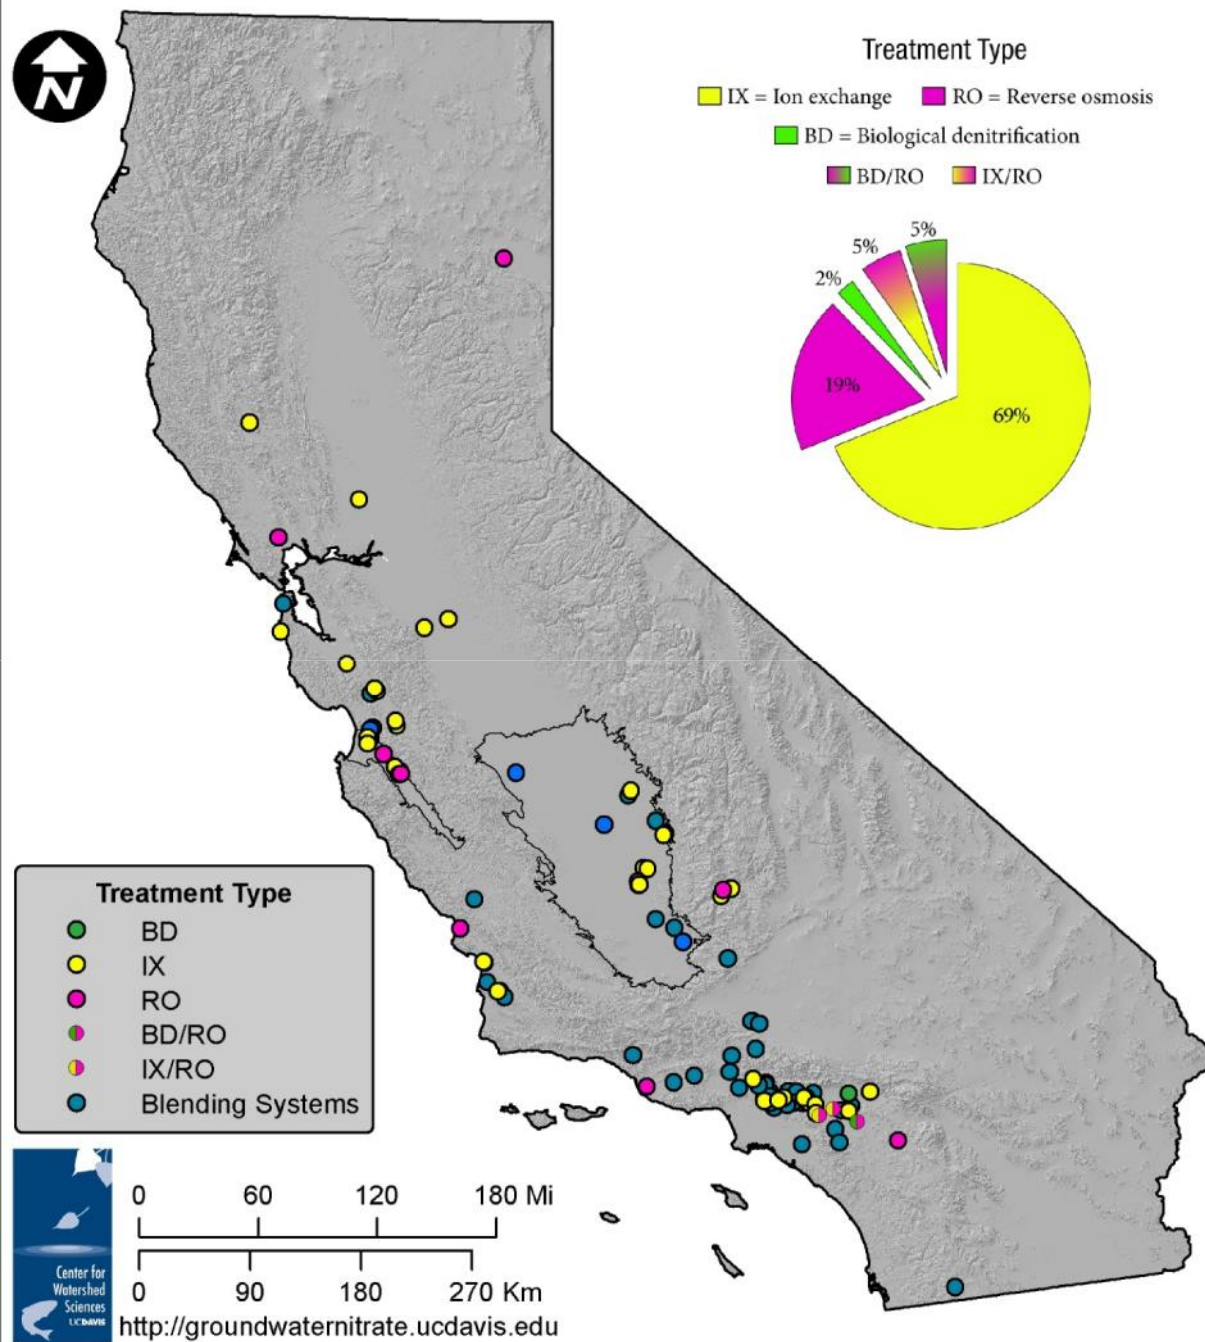 N
Treatment Type
IX = Ion exchange RO = Reverse osmosis
BD = Biological denitrification
BD/RO IX/RO
5%
5%
2%
19%
69%
Treatment Type
BD
IX
RO
BD/RO
IX/RO
Blending Systems
Center for
Watershed
Sciences
UCDAVIS
0 60 120 180 Mi
0 90 180 270 Km
http://groundwaternitrate.ucdavis.edu